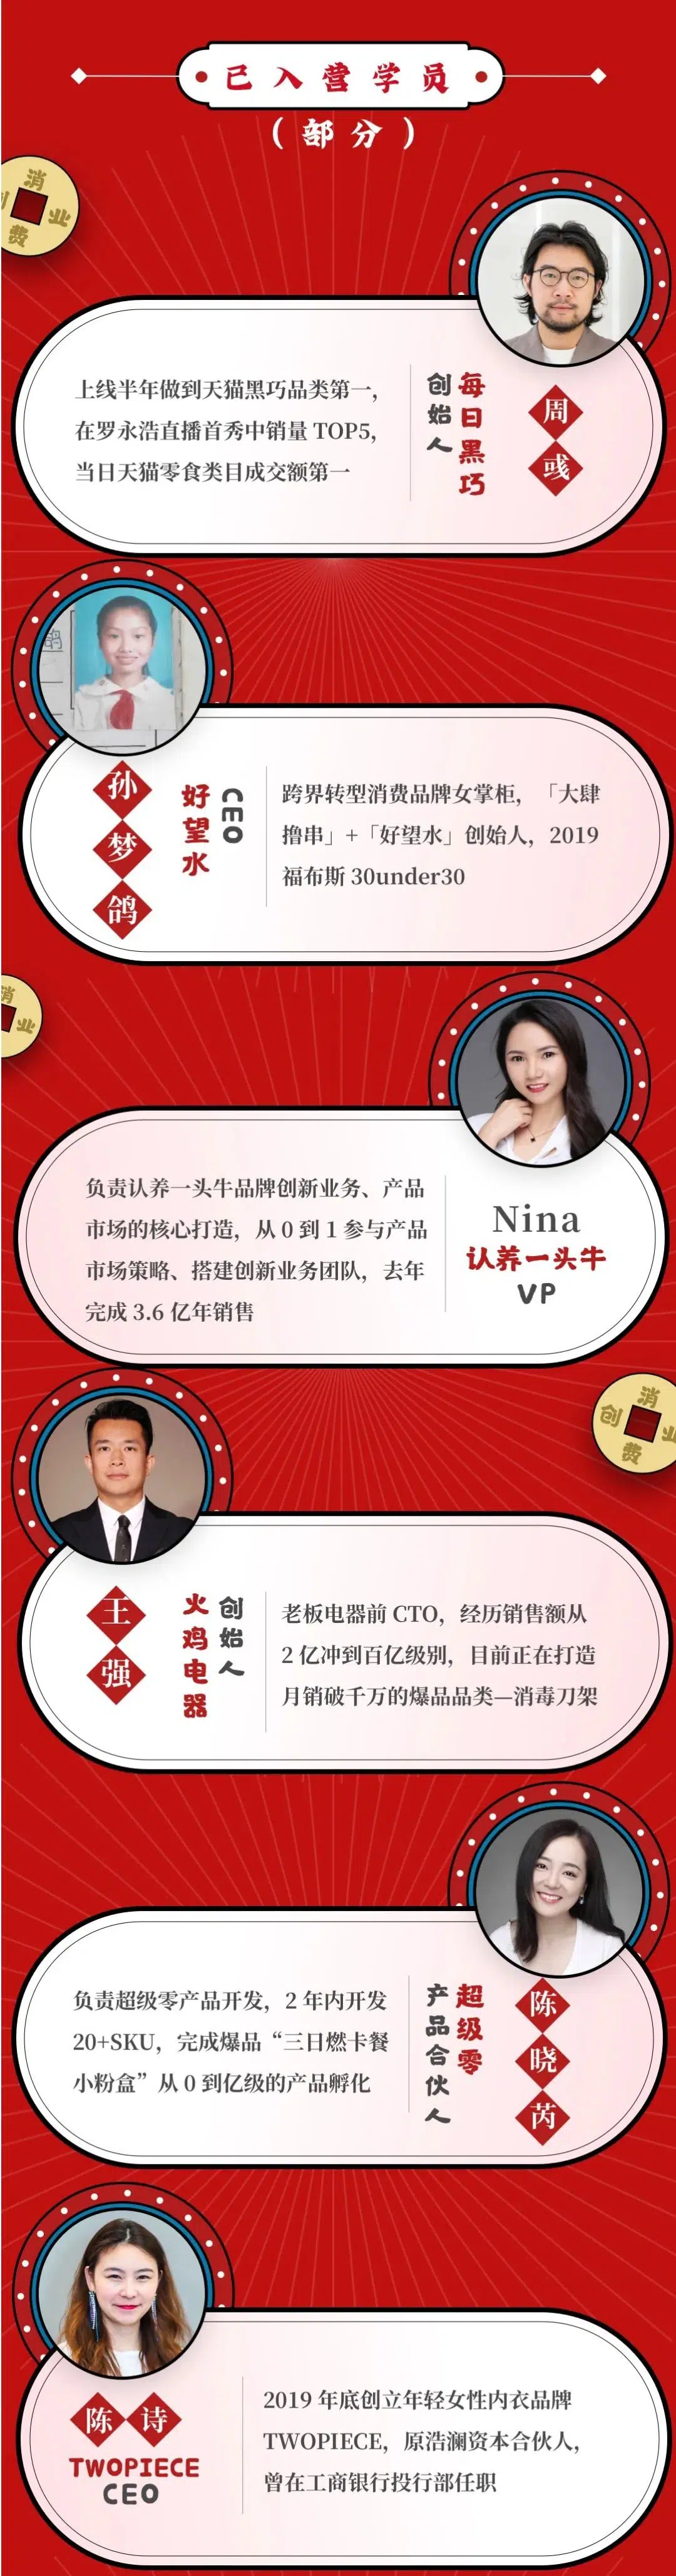 已入营学员
（部分）
消
创 业
费
上线半年做到天猫黑巧品类第一，
在罗永浩直播首秀中销量 TOP5，
当日天猫零食类目成交额第一
每日黑巧
创始人
周彧
鸽
孙梦鸽
好望水
CEO
跨界转型消费品牌女掌柜，「大肆
撸串」+「好望水」创始人，2019
福布斯 30under30
消
业
负责认养一头牛品牌创新业务、产品
市场的核心打造，从 0 到 1 参与产品
市场策略、搭建创新业务团队，去年
完成 3.6 亿年销售
Nina
认养一头牛
VP
消
创 业
费
王强
火鸡电器
创始人
老板电器前 CTO，经历销售额从
2 亿冲到百亿级别，目前正在打造
月销破千万的爆品品类—消毒刀架
负责超级零产品开发，2 年内开发
20+SKU，完成爆品“三日燃卡餐
小粉盒”从 0 到亿级的产品孵化
超级零
产品合伙人
陈晓芮
陈诗
TWOPIECE
CEO
2019 年底创立年轻女性内衣品牌
TWOPIECE，原浩澜资本合伙人，
曾在工商银行投行部任职